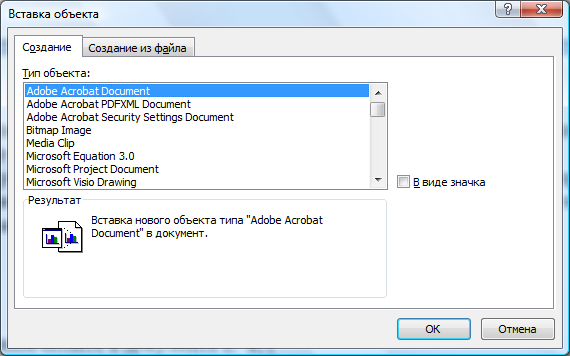 Вставка объекта
Создание
Создание из файла
Тип объекта:
Adobe Acrobat Document
Adobe Acrobat PDFXML Document
Adobe Acrobat Security Settings Document
Bitmap Image
Media Clip
Microsoft Equation 3.0
Microsoft Project Document
Microsoft Visio Drawing
В виде значка
Результат
Вставка нового объекта типа "Adobe Acrobat
Document" в документ.
ОК
Отмена